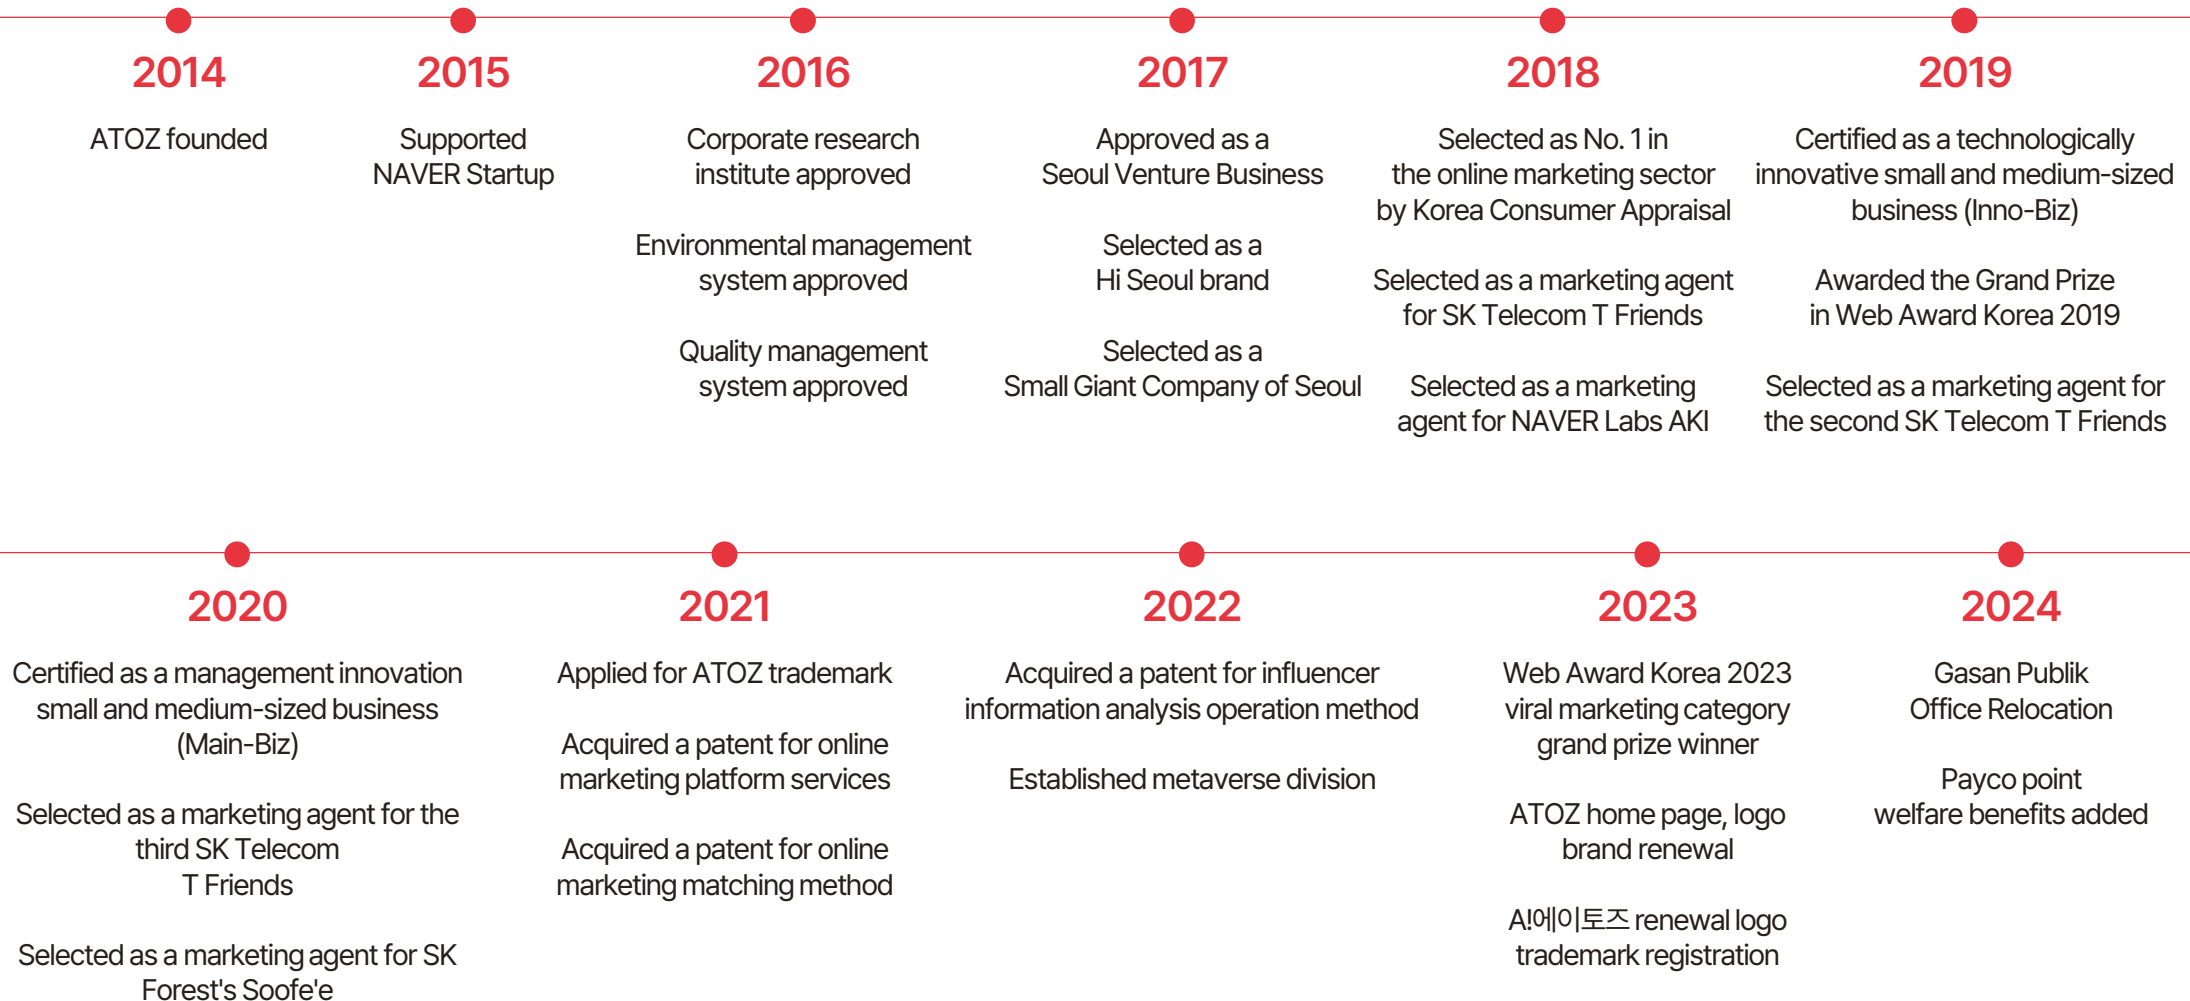 2014
ATOZ founded
2015
Supported
NAVER Startup
2016
Corporate research
institute approved
Environmental management
system approved
Quality management
system approved
2017
Approved as a
Seoul Venture Business
Selected as a
Hi Seoul brand
Selected as a
Small Giant Company of Seoul
2018
Selected as No. 1 in
the online marketing sector
by Korea Consumer Appraisal
Selected as a marketing agent
for SK Telecom T Friends
Selected as a marketing
agent for NAVER Labs AKI
2019
Certified as a technologically
innovative small and medium-sized
business (Inno-Biz)
Awarded the Grand Prize
in Web Award Korea 2019
Selected as a marketing agent for
the second SK Telecom T Friends
2020
Certified as a management innovation
small and medium-sized business
(Main-Biz)
Selected as a marketing agent for the
third SK Telecom
T Friends
Selected as a marketing agent for SK
Forest's Soofe'e
2021
Applied for ATOZ trademark
Acquired a patent for online
marketing platform services
Acquired a patent for online
marketing matching method
2022
Acquired a patent for influencer
information analysis operation method
Established metaverse division
2023
Web Award Korea 2023
viral marketing category
grand prize winner
ATOZ home page, logo
brand renewal
A!에이토즈 renewal logo
trademark registration
2024
Gasan Publik
Office Relocation
Payco point
welfare benefits added